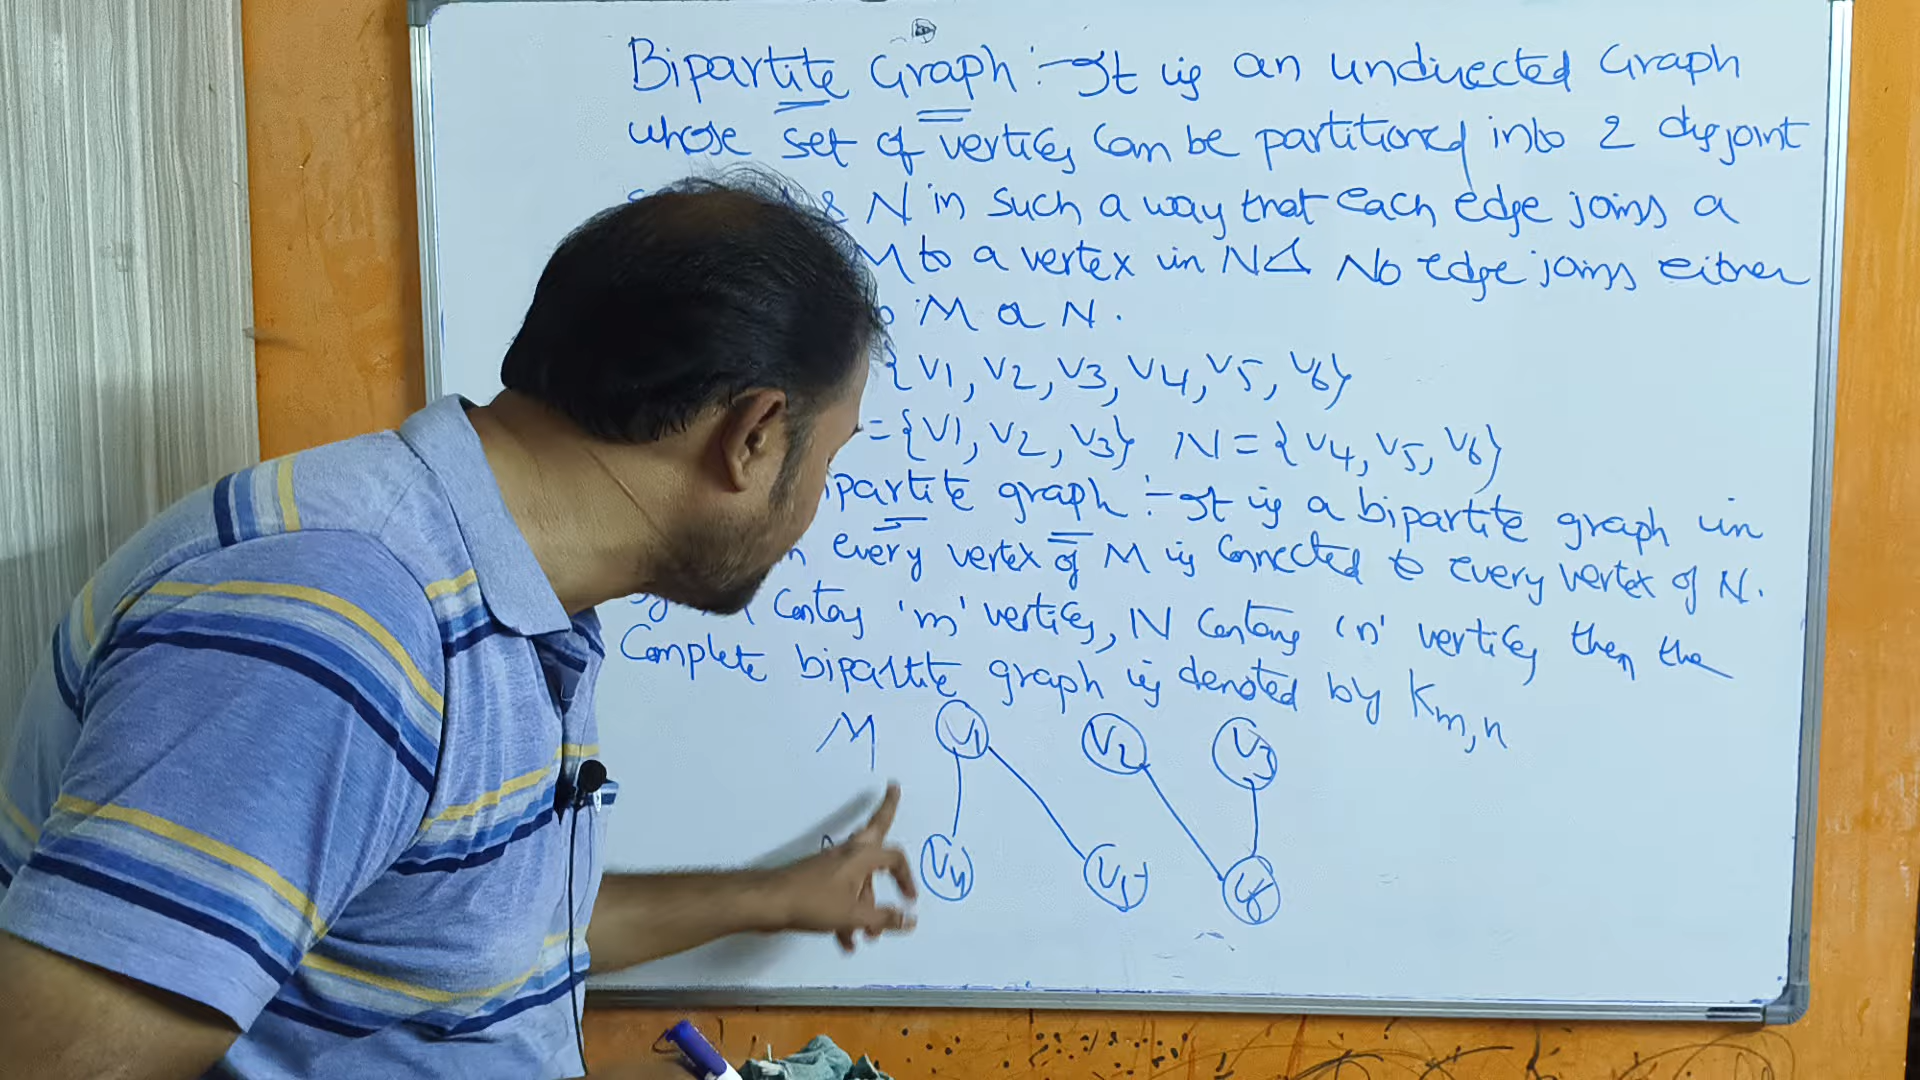 Bipartite Graph :- It is an undirected Graph
whose set of vertices can be partitioned into 2 disjoint
& N in such a way that each edge joins a
M to a vertex in N & No edge joins either
M or N.
{V1, V2, V3, V4, V5, V6}
= {V1, V2, V3} N = {V4, V5, V6}
ipartite graph :- It is a bipartite graph in
every vertex of M is connected to every vertex of N.
contains 'm' vertices, N contains 'n' vertices then the
Complete bipartite graph is denoted by Km,n
M V1 V2 V3
V4 V5 V6